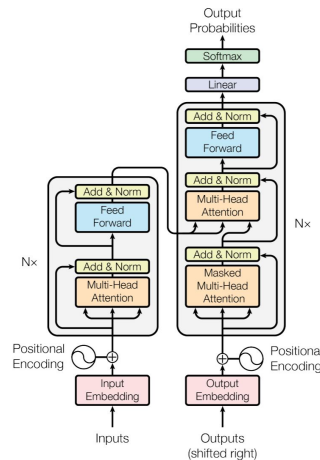 Output
Probabilities
Softmax
Linear
Add & Norm
Feed
Forward
Add & Norm
Multi-Head
Attention
Add & Norm
Masked
Multi-Head
Attention
N×
N×
Add & Norm
Feed
Forward
Add & Norm
Multi-Head
Attention
Positional
Encoding
Positional
Encoding
Input
Embedding
Output
Embedding
Inputs
Outputs
(shifted right)